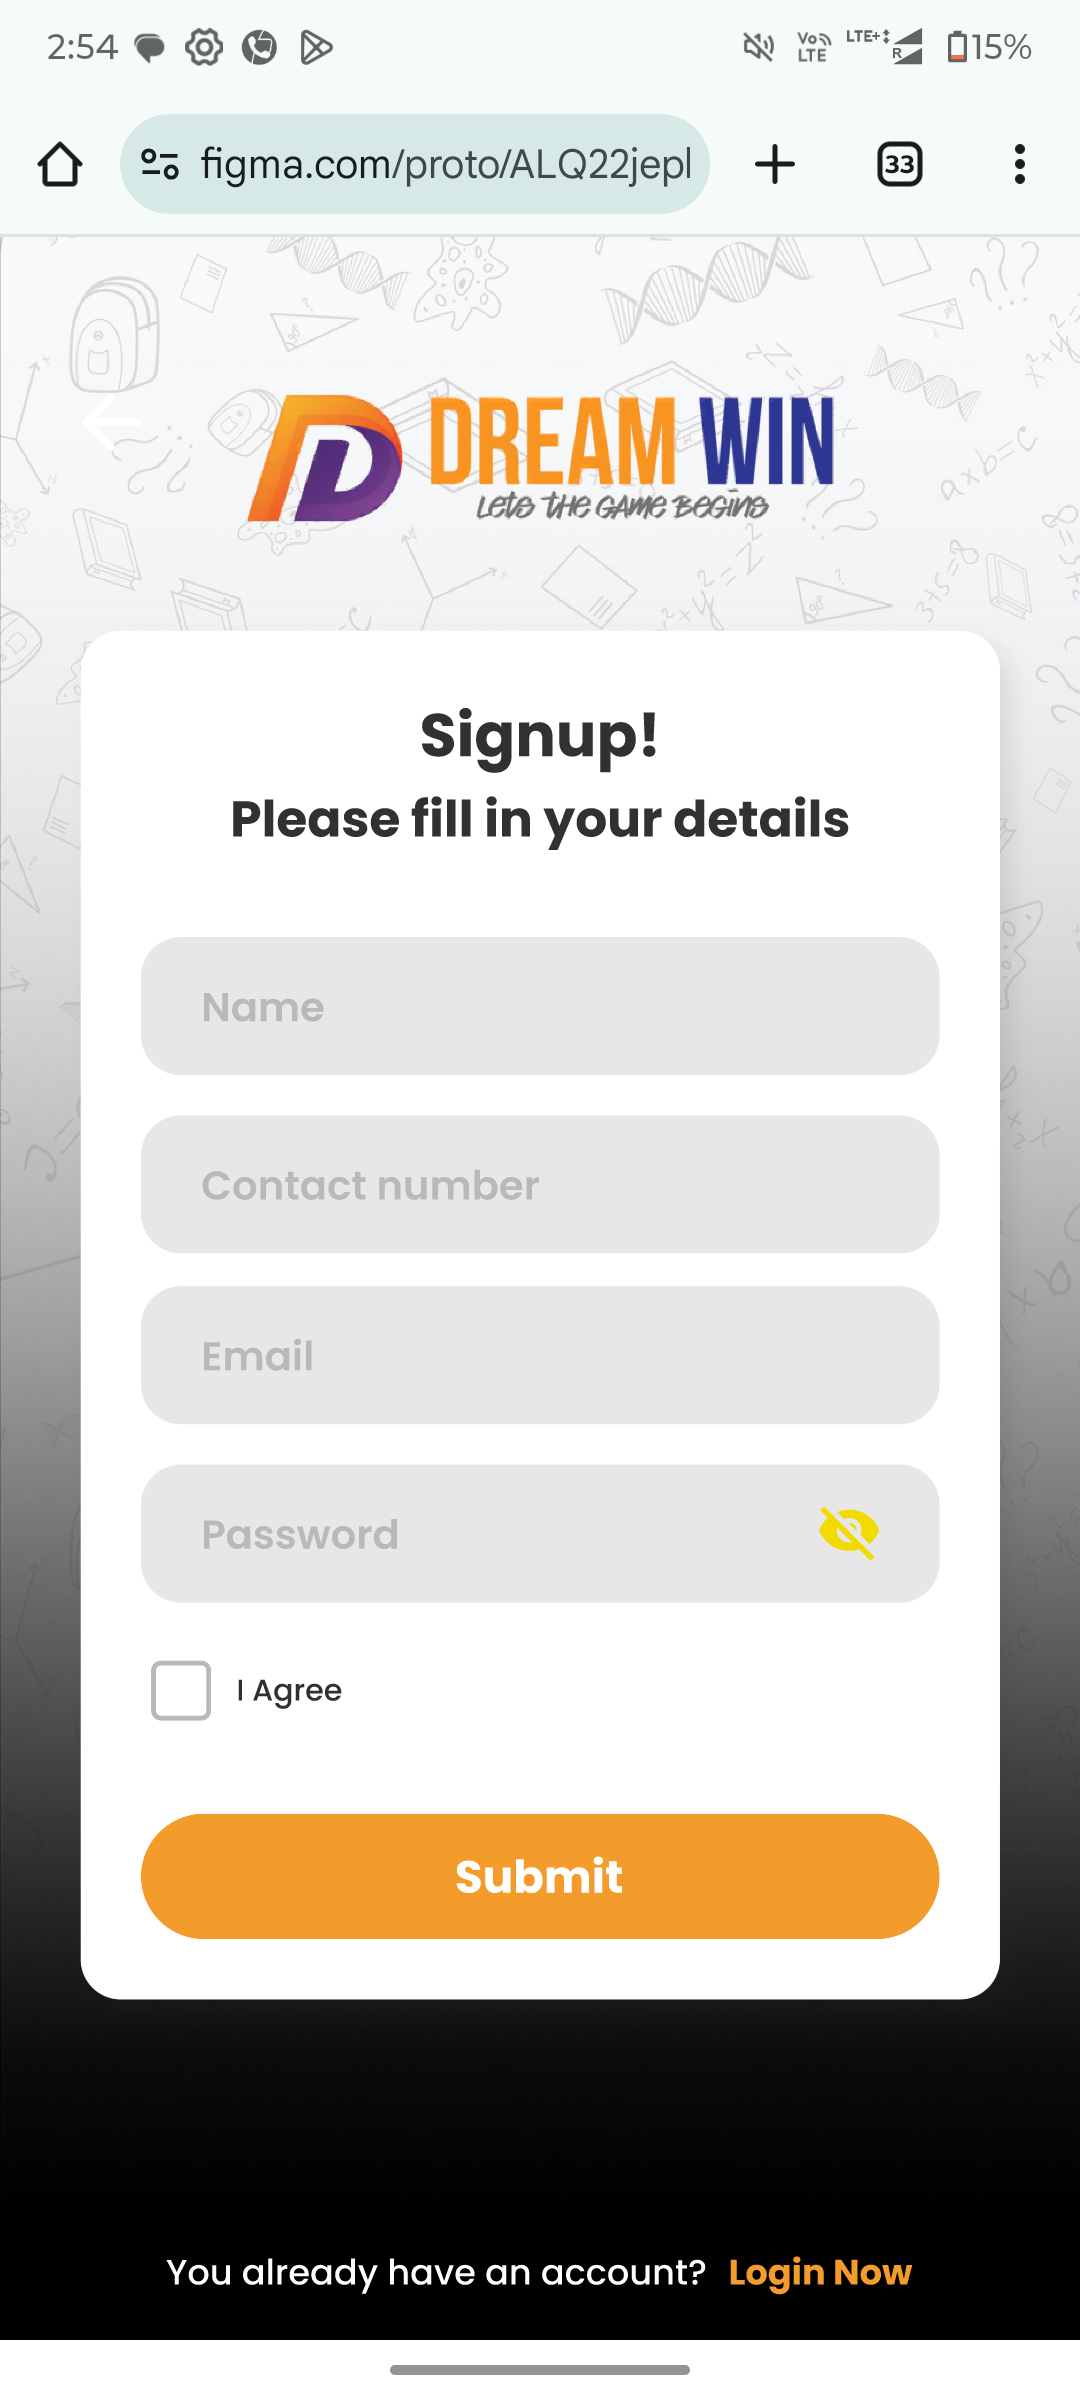 2:54
Vo LTE
LTE+
R
15%
figma.com/proto/ALQ22jepl
33
DREAM WIN
LETS THE GAME BEGINS
Signup!
Please fill in your details
Name
Contact number
Email
Password
I Agree
Submit
You already have an account? Login Now